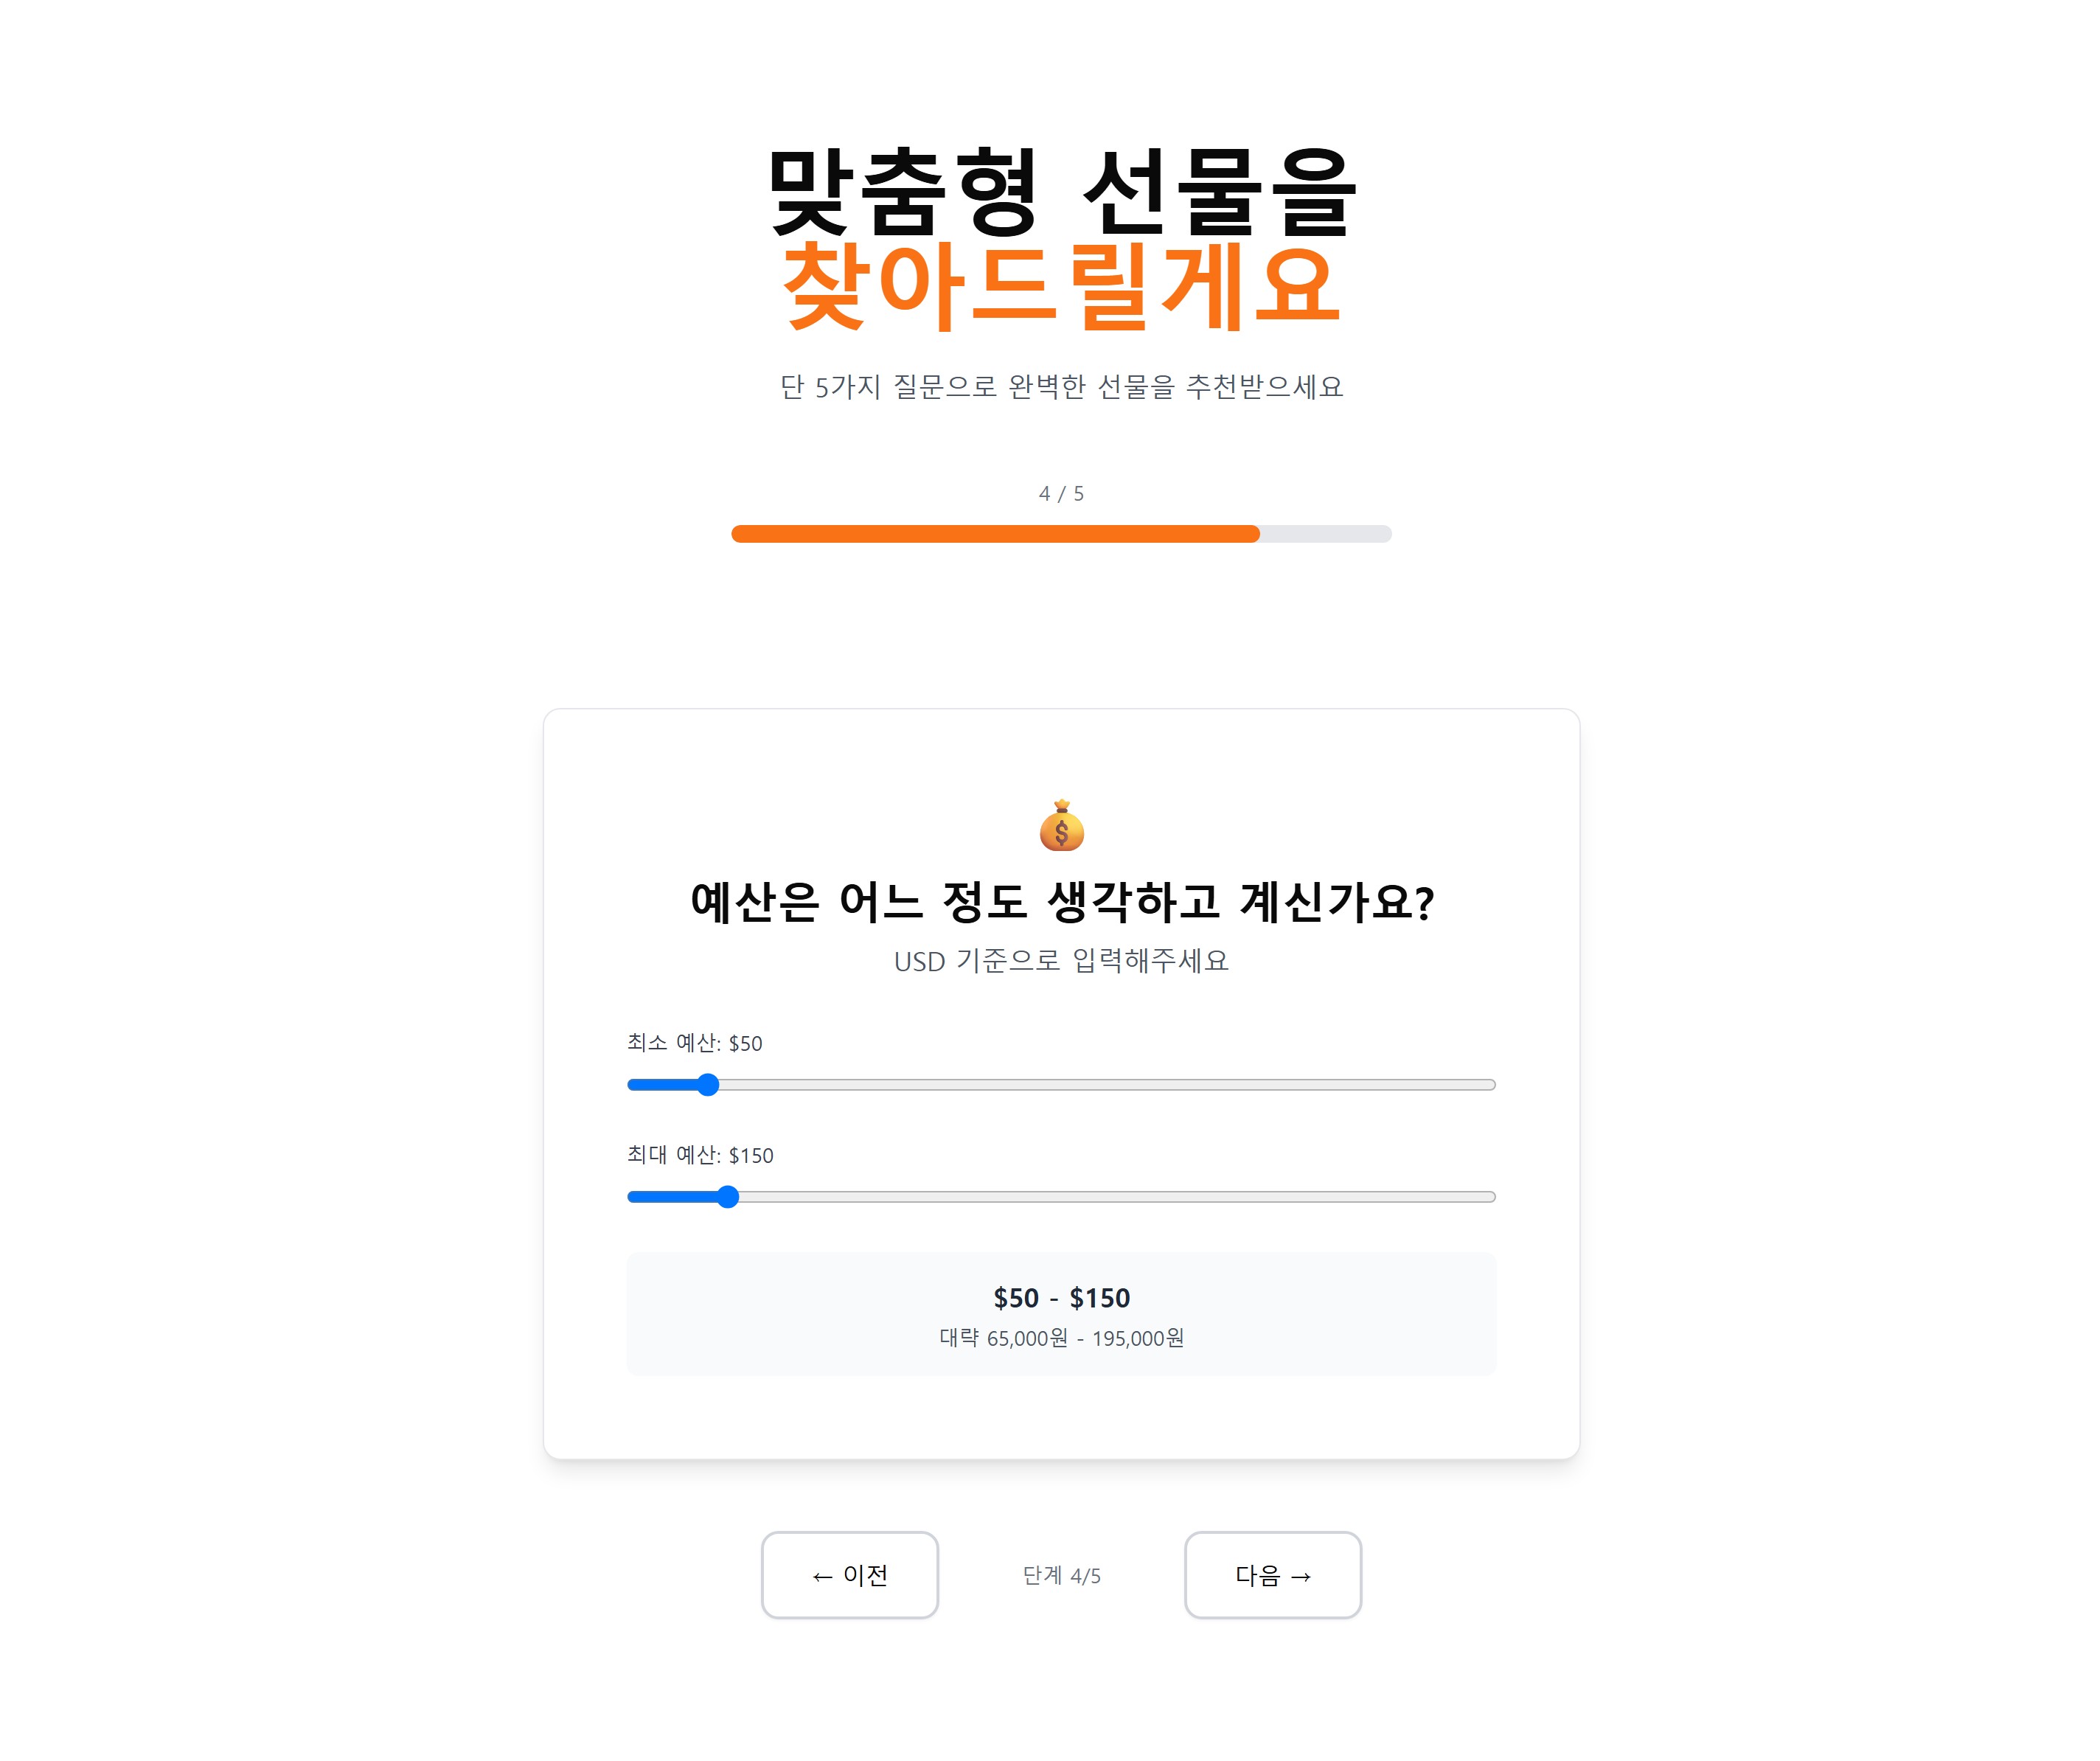 맞춤형 선물을
찾아드릴게요
단 5가지 질문으로 완벽한 선물을 추천받으세요
4 / 5
$
예산은 어느 정도 생각하고 계신가요?
USD 기준으로 입력해주세요
최소 예산: $50
최대 예산: $150
$50 - $150
대략 65,000원 - 195,000원
← 이전
단계 4/5
다음 →